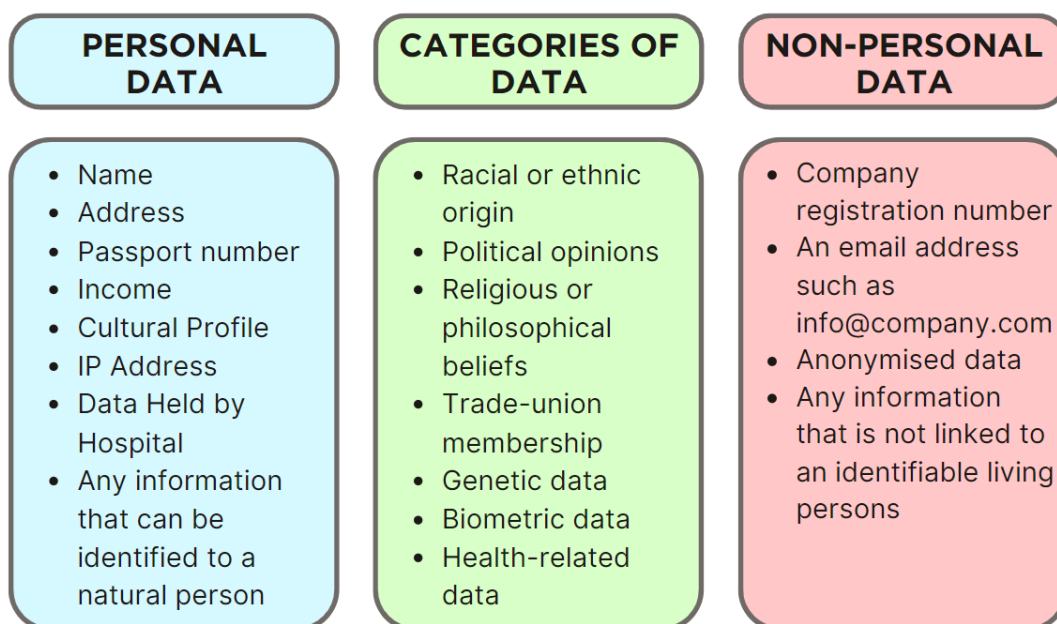 PERSONAL
DATA
• Name
• Address
• Passport number
• Income
• Cultural Profile
• IP Address
• Data Held by
Hospital
• Any information
that can be
identified to a
natural person
CATEGORIES OF
DATA
• Racial or ethnic
origin
• Political opinions
• Religious or
philosophical
beliefs
• Trade-union
membership
• Genetic data
• Biometric data
• Health-related
data
NON-PERSONAL
DATA
• Company
registration number
• An email address
such as
info@company.com
• Anonymised data
• Any information
that is not linked to
an identifiable living
persons